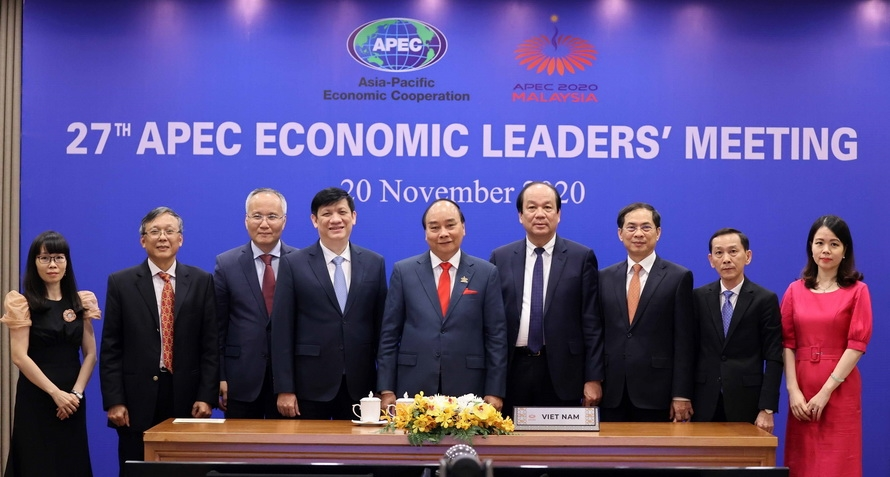 APEC
Asia-Pacific
Economic Cooperation
APEC 2020
MALAYSIA
27TH APEC ECONOMIC LEADERS’ MEETING
20 November 2020
VIET NAM